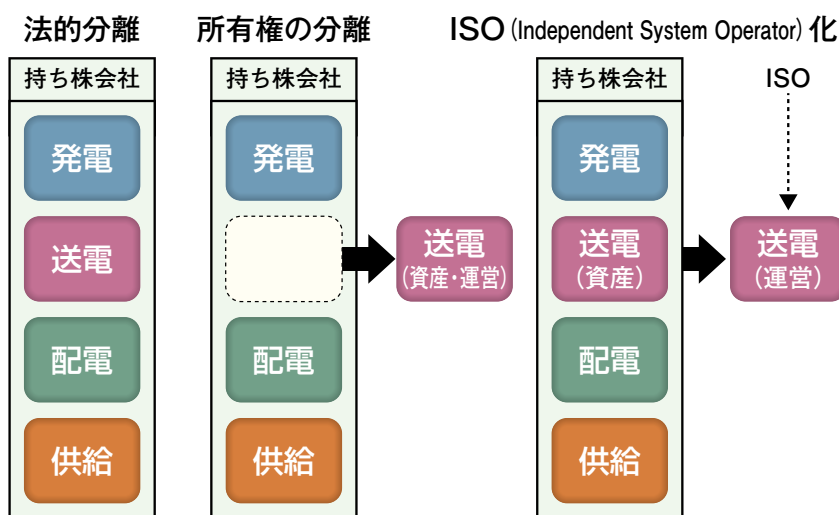 法的分離
持ち株会社
発電
送電
配電
供給
所有権の分離
持ち株会社
発電
送電
(資産・運営)
配電
供給
ISO(Independent System Operator)化
持ち株会社
ISO
発電
送電
(資産)
送電
(運営)
配電
供給